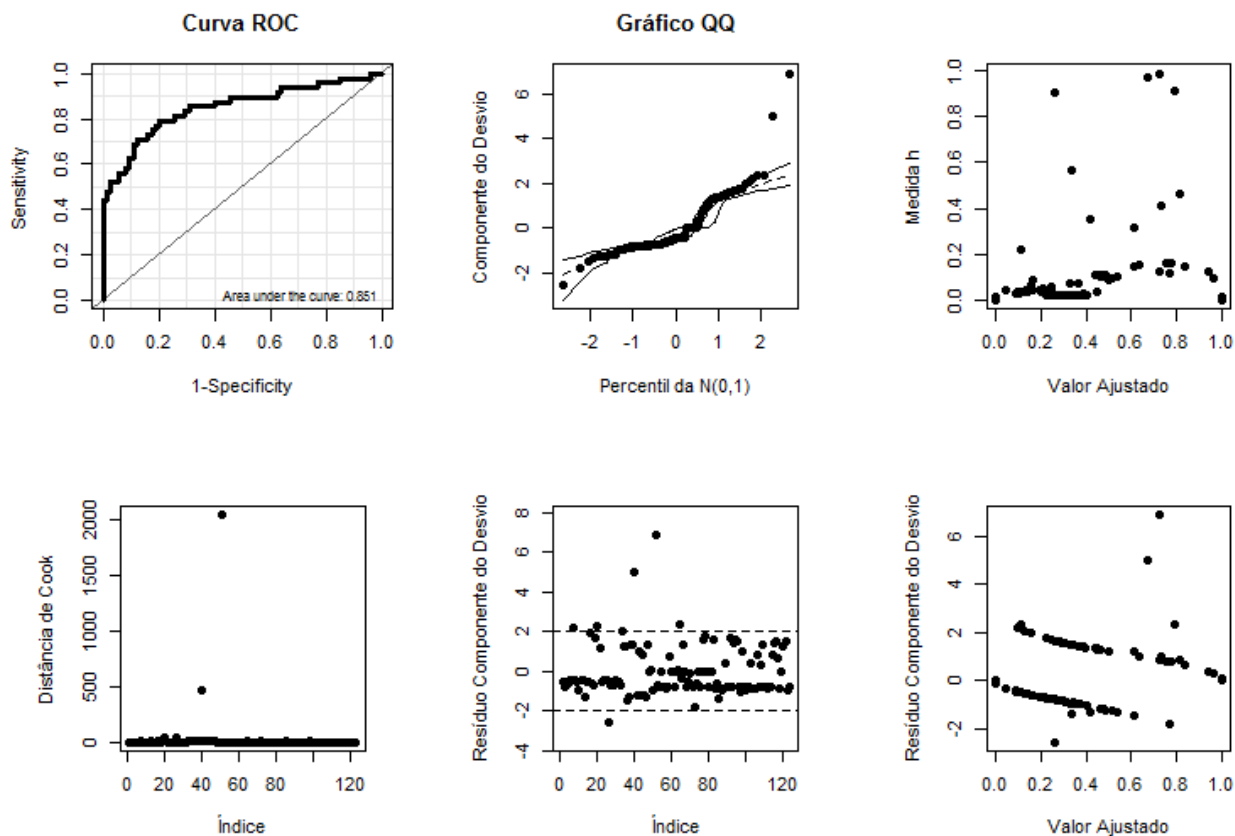 Curva ROC
Sensitivity
0.0 0.2 0.4 0.6 0.8 1.0
Area under the curve: 0.851
0.0 0.2 0.4 0.6 0.8 1.0
1-Specificity
Gráfico QQ
Componente do Desvio
-2 0 2 4 6
-2 -1 0 1 2
Percentil da N(0,1)
Medida h
0.0 0.2 0.4 0.6 0.8 1.0
0.0 0.2 0.4 0.6 0.8 1.0
Valor Ajustado
Distância de Cook
0 500 1000 1500 2000
0 20 40 60 80 120
Índice
Resíduo Componente do Desvio
-4 -2 0 2 4 6 8
0 20 40 60 80 120
Índice
Resíduo Componente do Desvio
-2 0 2 4 6
0.0 0.2 0.4 0.6 0.8 1.0
Valor Ajustado